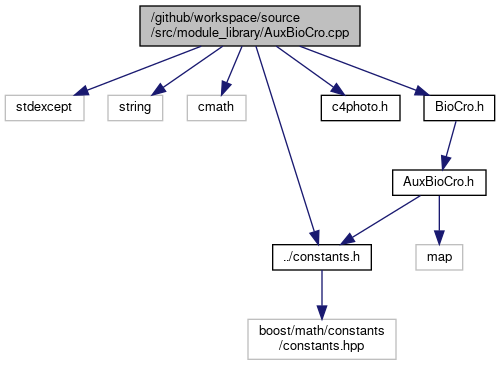 /github/workspace/source
/src/module_library/AuxBioCro.cpp
stdexcept
string
cmath
c4photo.h
BioCro.h
AuxBioCro.h
../constants.h
map
boost/math/constants
/constants.hpp